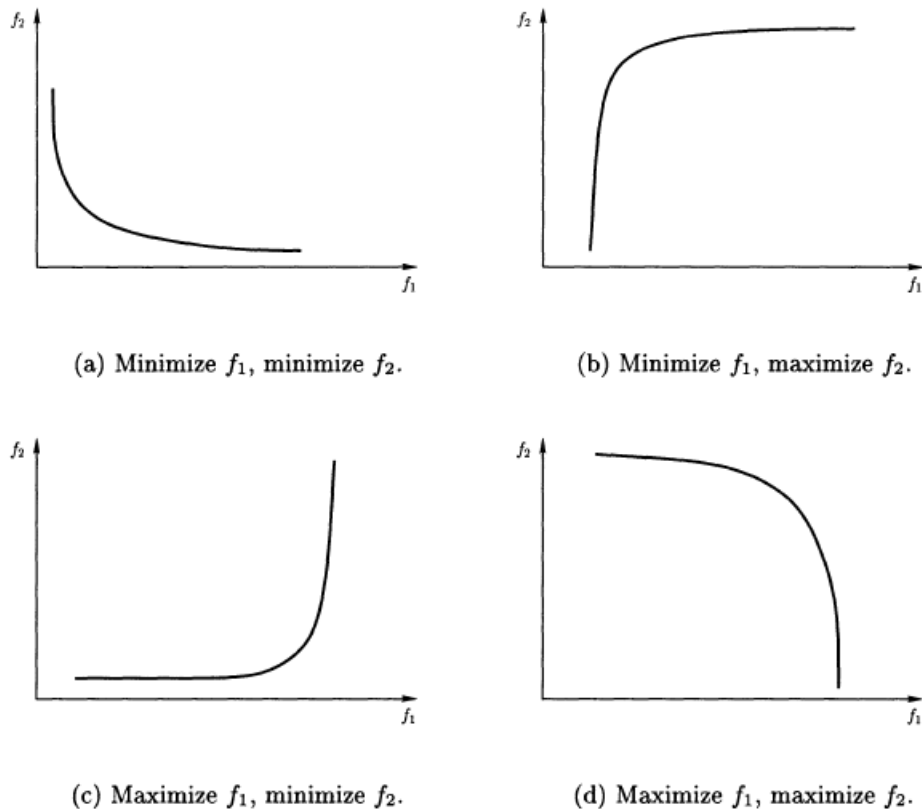 f₂
f₁
(a) Minimize f₁, minimize f₂.
f₂
f₁
(b) Minimize f₁, maximize f₂.
f₂
f₁
(c) Maximize f₁, minimize f₂.
f₂
f₁
(d) Maximize f₁, maximize f₂.